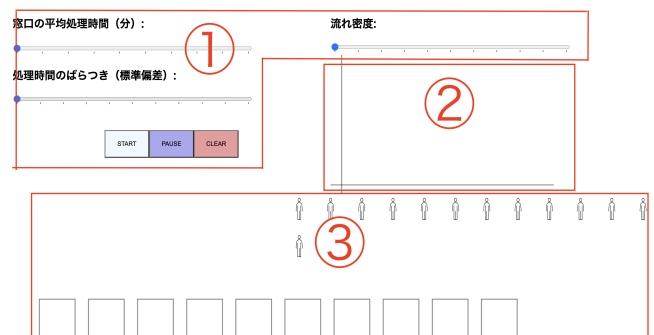 窓口の平均処理時間（分）:
流れ密度:
①
処理時間のばらつき（標準偏差）:
②
START PAUSE CLEAR
③